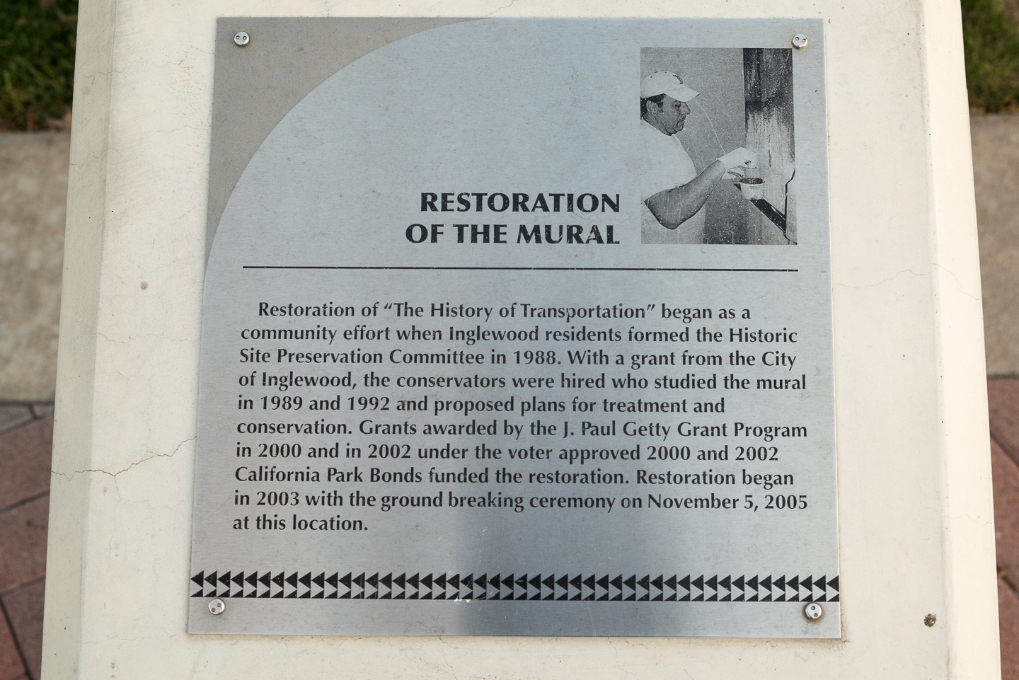 RESTORATION
OF THE MURAL
Restoration of “The History of Transportation” began as a
community effort when Inglewood residents formed the Historic
Site Preservation Committee in 1988. With a grant from the City
of Inglewood, the conservators were hired who studied the mural
in 1989 and 1992 and proposed plans for treatment and
conservation. Grants awarded by the J. Paul Getty Grant Program
in 2000 and in 2002 under the voter approved 2000 and 2002
California Park Bonds funded the restoration. Restoration began
in 2003 with the ground breaking ceremony on November 5, 2005
at this location.